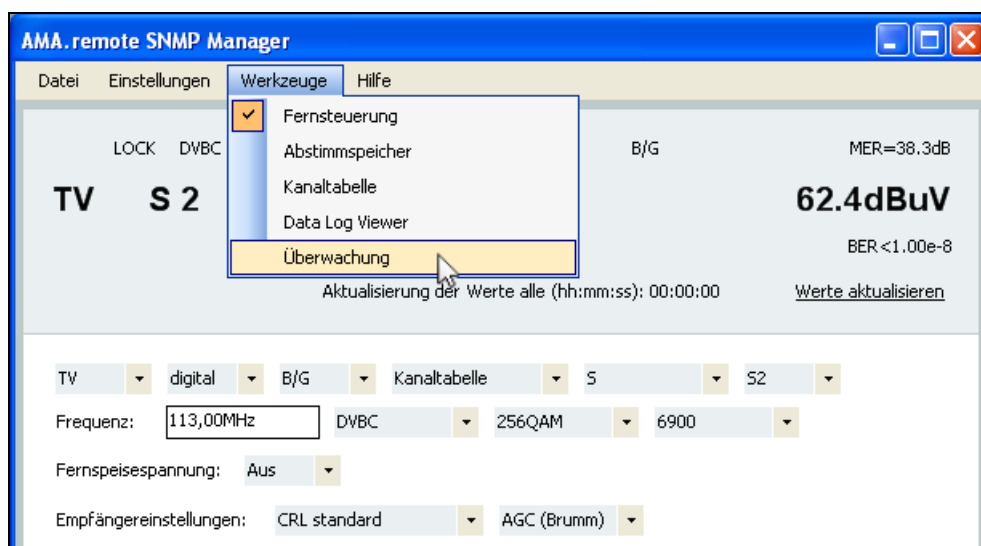 AMA.remote SNMP Manager
Datei Einstellungen Werkzeuge Hilfe
Fernsteuerung
Abstimmspeicher
Kanaltabelle
Data Log Viewer
Überwachung
LOCK DVBC B/G MER=38.3dB
TV S 2 62.4dBuV
BER<1.00e-8
Aktualisierung der Werte alle (hh:mm:ss): 00:00:00 Werte aktualisieren
TV digital B/G Kanaltabelle S S2
Frequenz: 113,00MHz DVBC 256QAM 6900
Fernspeisespannung: Aus
Empfängereinstellungen: CRL standard AGC (Brumm)